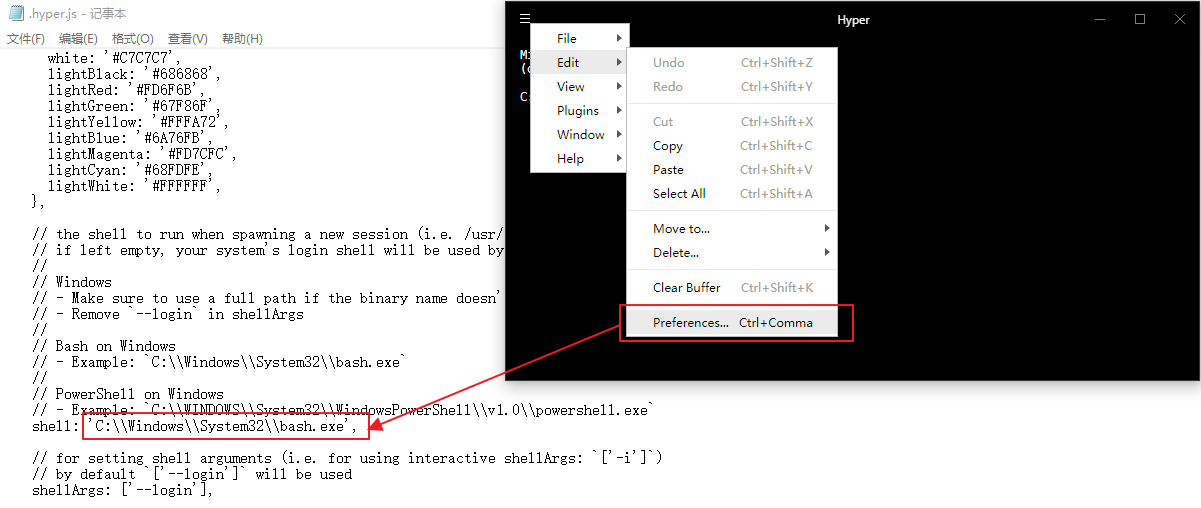 .hyper.js - 记事本
文件(F) 编辑(E) 格式(O) 查看(V) 帮助(H)
white: '#C7C7C7',
lightBlack: '#686868',
lightRed: '#FD6F6B',
lightGreen: '#67F86F',
lightYellow: '#FFFA72',
lightBlue: '#6A76FB',
lightMagenta: '#FD7CFC',
lightCyan: '#68FDFE',
lightWhite: '#FFFFFF',
},
// the shell to run when spawning a new session (i.e. /usr/
// if left empty, your system's login shell will be used by
//
// Windows
// - Make sure to use a full path if the binary name doesn'
// - Remove `--login` in shellArgs
//
// Bash on Windows
// - Example: `C:\\Windows\\System32\\bash.exe`
//
// PowerShell on Windows
// - Example: `C:\\WINDOWS\\System32\\WindowsPowerShell\\v1.0\\powershell.exe`
shell: 'C:\\Windows\\System32\\bash.exe',
// for setting shell arguments (i.e. for using interactive shellArgs: `['-i']`)
// by default `['--login']` will be used
shellArgs: ['--login'],
Hyper
Mi
(c
C:
File
Edit
View
Plugins
Window
Help
Undo Ctrl+Shift+Z
Redo Ctrl+Shift+Y
Cut Ctrl+Shift+X
Copy Ctrl+Shift+C
Paste Ctrl+Shift+V
Select All Ctrl+Shift+A
Move to...
Delete...
Clear Buffer Ctrl+Shift+K
Preferences... Ctrl+Comma